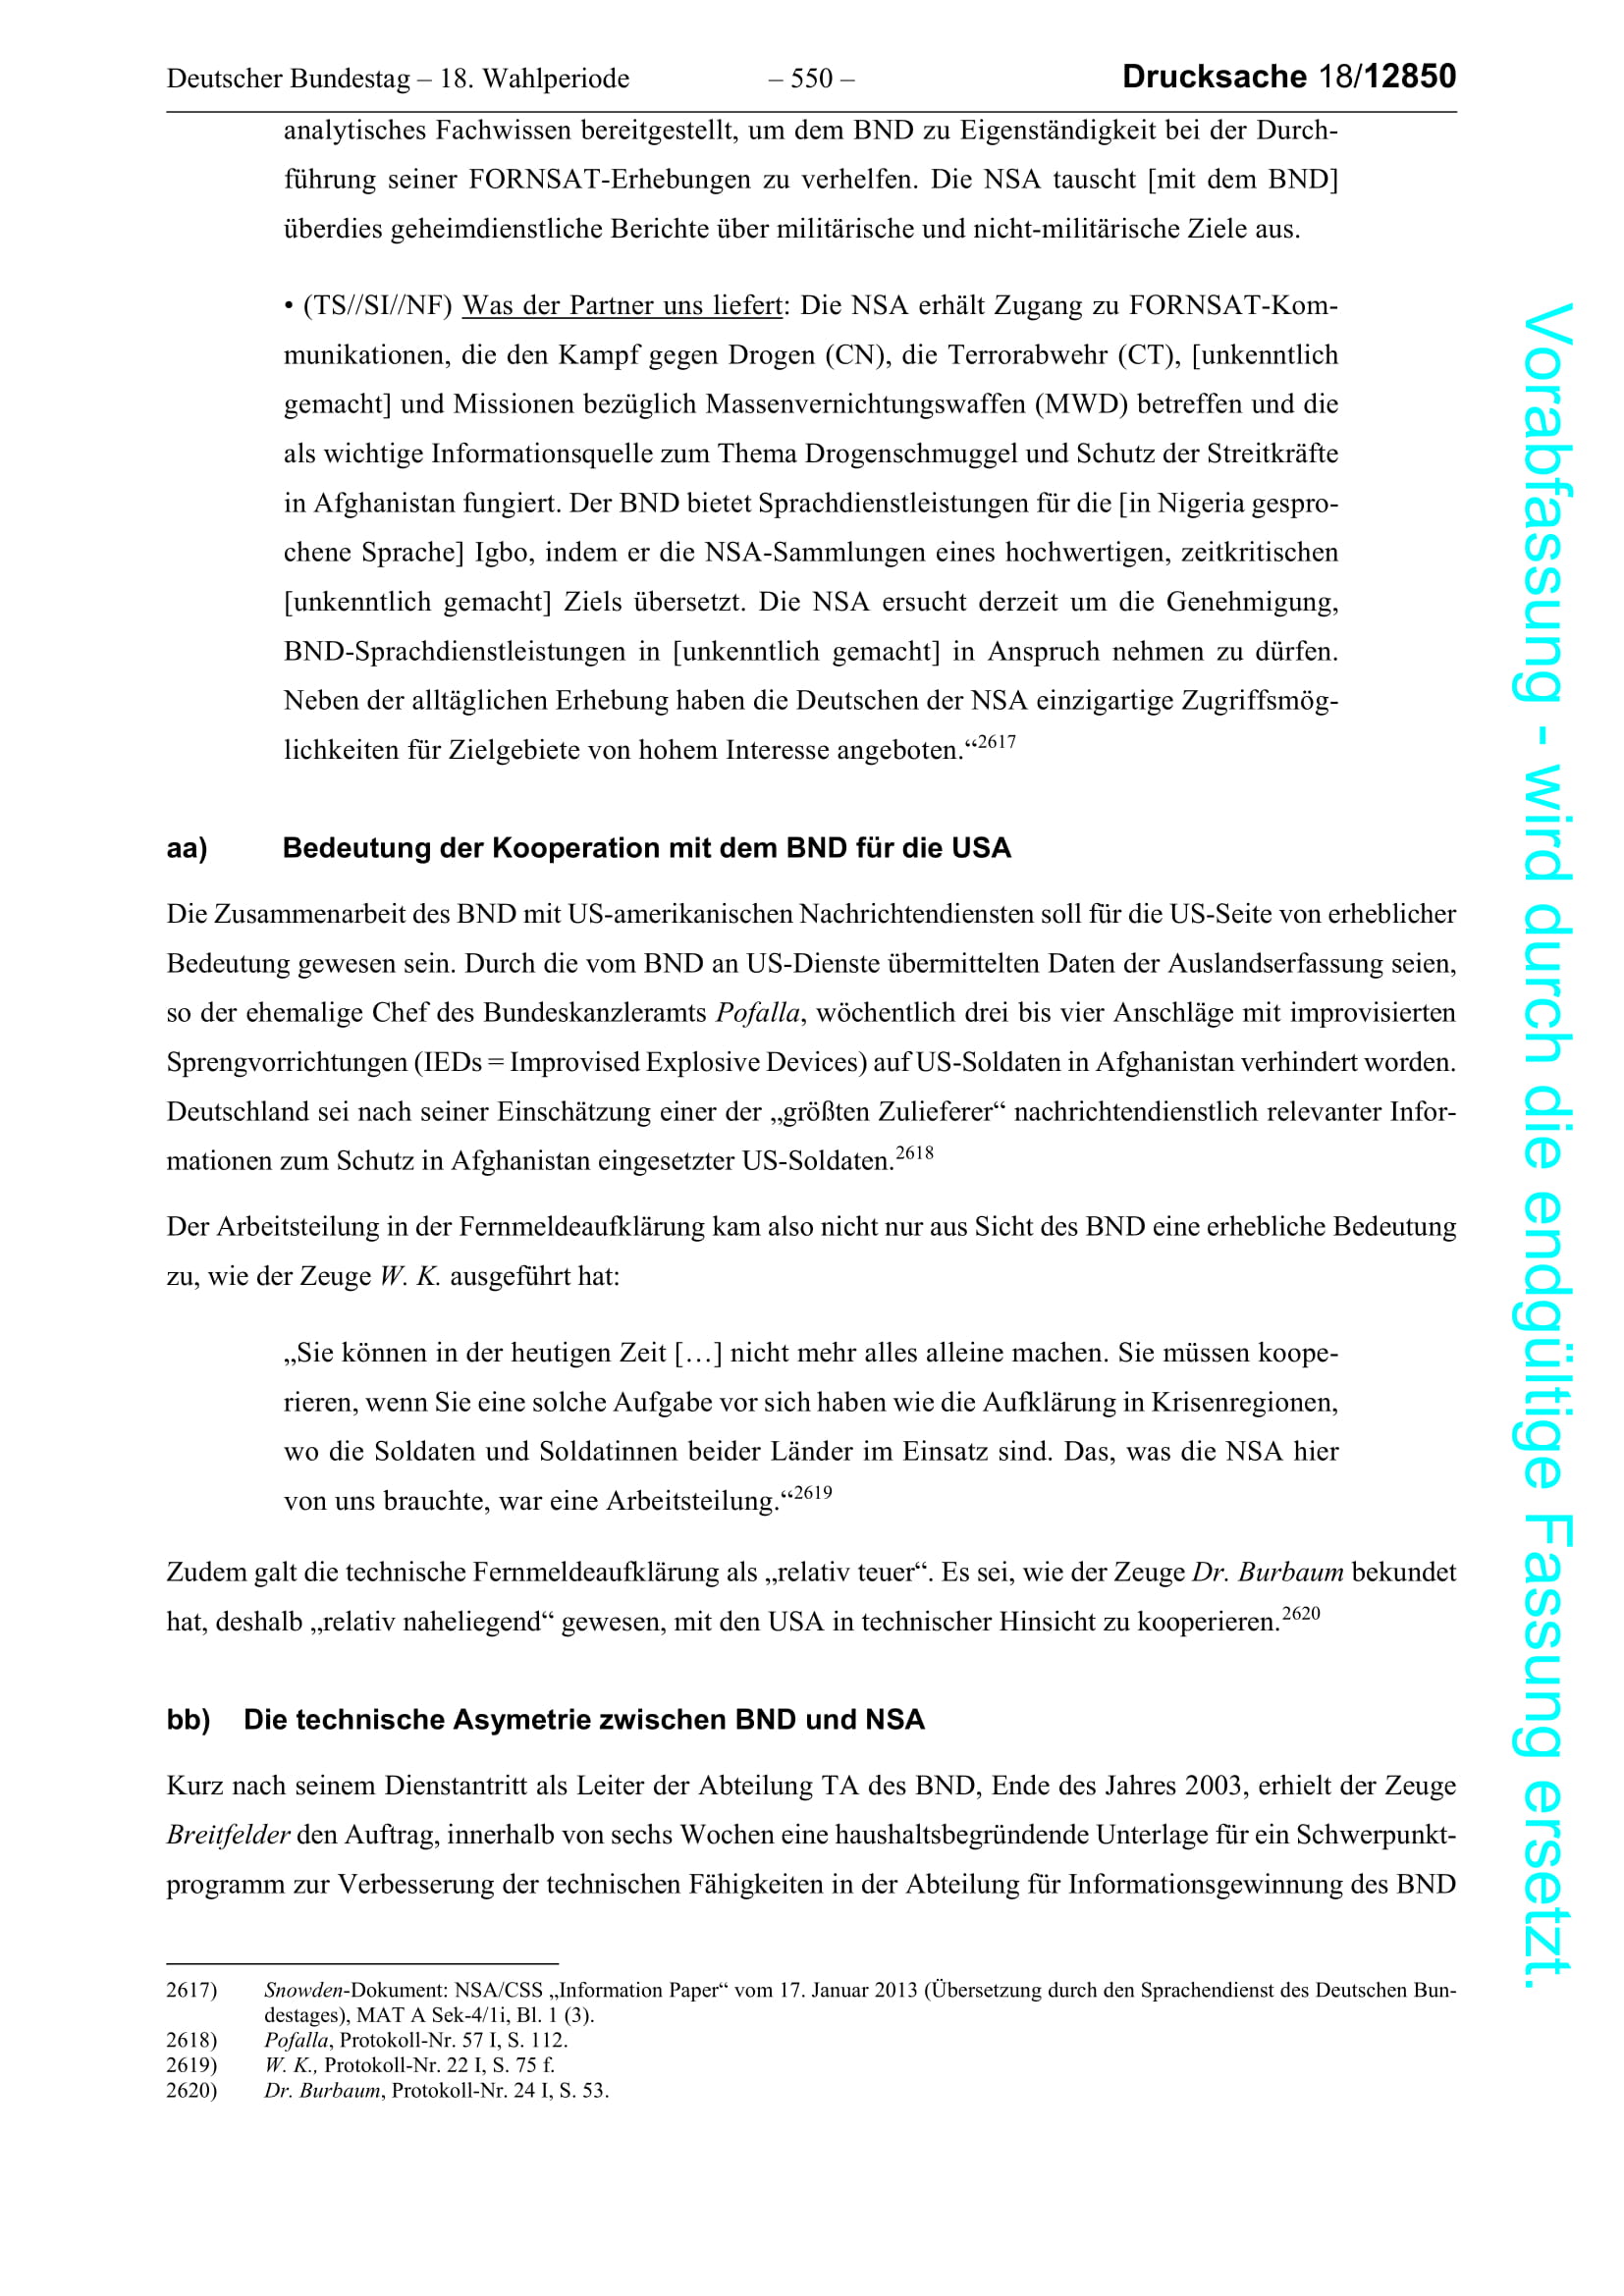 Deutscher Bundestag – 18. Wahlperiode – 550 – Drucksache 18/12850
analytisches Fachwissen bereitgestellt, um dem BND zu Eigenständigkeit bei der Durch-
führung seiner FORNSAT-Erhebungen zu verhelfen. Die NSA tauscht [mit dem BND]
überdies geheimdienstliche Berichte über militärische und nicht-militärische Ziele aus.
• (TS//SI//NF) Was der Partner uns liefert: Die NSA erhält Zugang zu FORNSAT-Kom-
munikationen, die den Kampf gegen Drogen (CN), die Terrorabwehr (CT), [unkenntlich
gemacht] und Missionen bezüglich Massenvernichtungswaffen (MWD) betreffen und die
als wichtige Informationsquelle zum Thema Drogenschmuggel und Schutz der Streitkräfte
in Afghanistan fungiert. Der BND bietet Sprachdienstleistungen für die [in Nigeria gespro-
chene Sprache] Igbo, indem er die NSA-Sammlungen eines hochwertigen, zeitkritischen
[unkenntlich gemacht] Ziels übersetzt. Die NSA ersucht derzeit um die Genehmigung,
BND-Sprachdienstleistungen in [unkenntlich gemacht] in Anspruch nehmen zu dürfen.
Neben der alltäglichen Erhebung haben die Deutschen der NSA einzigartige Zugriffsmög-
lichkeiten für Zielgebiete von hohem Interesse angeboten.“2617
aa) Bedeutung der Kooperation mit dem BND für die USA
Die Zusammenarbeit des BND mit US-amerikanischen Nachrichtendiensten soll für die US-Seite von erheblicher
Bedeutung gewesen sein. Durch die vom BND an US-Dienste übermittelten Daten der Auslandserfassung seien,
so der ehemalige Chef des Bundeskanzleramts Pofalla, wöchentlich drei bis vier Anschläge mit improvisierten
Sprengvorrichtungen (IEDs = Improvised Explosive Devices) auf US-Soldaten in Afghanistan verhindert worden.
Deutschland sei nach seiner Einschätzung einer der „größten Zulieferer“ nachrichtendienstlich relevanter Infor-
mationen zum Schutz in Afghanistan eingesetzter US-Soldaten.2618
Der Arbeitsteilung in der Fernmeldeaufklärung kam also nicht nur aus Sicht des BND eine erhebliche Bedeutung
zu, wie der Zeuge W. K. ausgeführt hat:
„Sie können in der heutigen Zeit […] nicht mehr alles alleine machen. Sie müssen koope-
rieren, wenn Sie eine solche Aufgabe vor sich haben wie die Aufklärung in Krisenregionen,
wo die Soldaten und Soldatinnen beider Länder im Einsatz sind. Das, was die NSA hier
von uns brauchte, war eine Arbeitsteilung.“2619
Zudem galt die technische Fernmeldeaufklärung als „relativ teuer“. Es sei, wie der Zeuge Dr. Burbaum bekundet
hat, deshalb „relativ naheliegend“ gewesen, mit den USA in technischer Hinsicht zu kooperieren.2620
bb) Die technische Asymetrie zwischen BND und NSA
Kurz nach seinem Dienstantritt als Leiter der Abteilung TA des BND, Ende des Jahres 2003, erhielt der Zeuge
Breitfelder den Auftrag, innerhalb von sechs Wochen eine haushaltsbegründende Unterlage für ein Schwerpunkt-
programm zur Verbesserung der technischen Fähigkeiten in der Abteilung für Informationsgewinnung des BND
2617) Snowden-Dokument: NSA/CSS „Information Paper“ vom 17. Januar 2013 (Übersetzung durch den Sprachendienst des Deutschen Bun-
destages), MAT A Sek-4/1i, Bl. 1 (3).
2618) Pofalla, Protokoll-Nr. 57 I, S. 112.
2619) W. K., Protokoll-Nr. 22 I, S. 75 f.
2620) Dr. Burbaum, Protokoll-Nr. 24 I, S. 53.
Vorabfassung - wird durch die endgültige Fassung ersetzt.